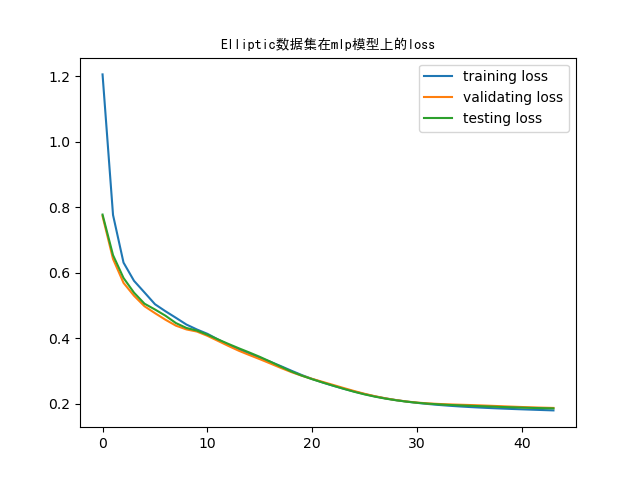 Elliptic数据集在mlp模型上的loss
training loss
validating loss
testing loss
1.2
1.0
0.8
0.6
0.4
0.2
0
10
20
30
40